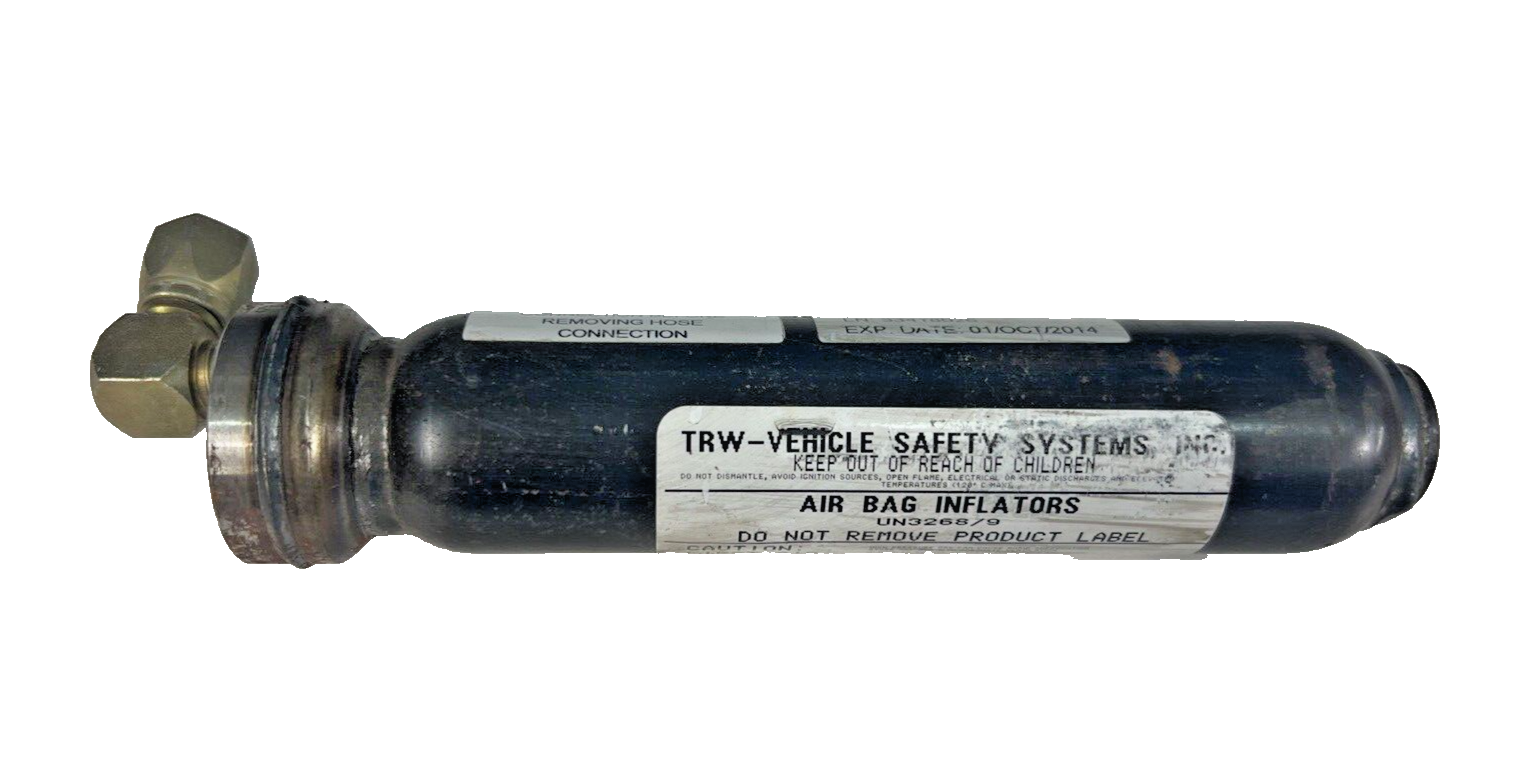 REMOVING HOSE
CONNECTION
EXP. DATE: 01/OCT/2014
TRW-VEHICLE SAFETY SYSTEMS INC.
KEEP OUT OF REACH OF CHILDREN
DO NOT DISMANTLE, AVOID IGNITION SOURCES, OPEN FLAME, ELECTRICAL OR STATIC DISCHARGES AND
TEMPERATURES
AIR BAG INFLATORS
UN3268/9
DO NOT REMOVE PRODUCT LABEL
CAUTION: